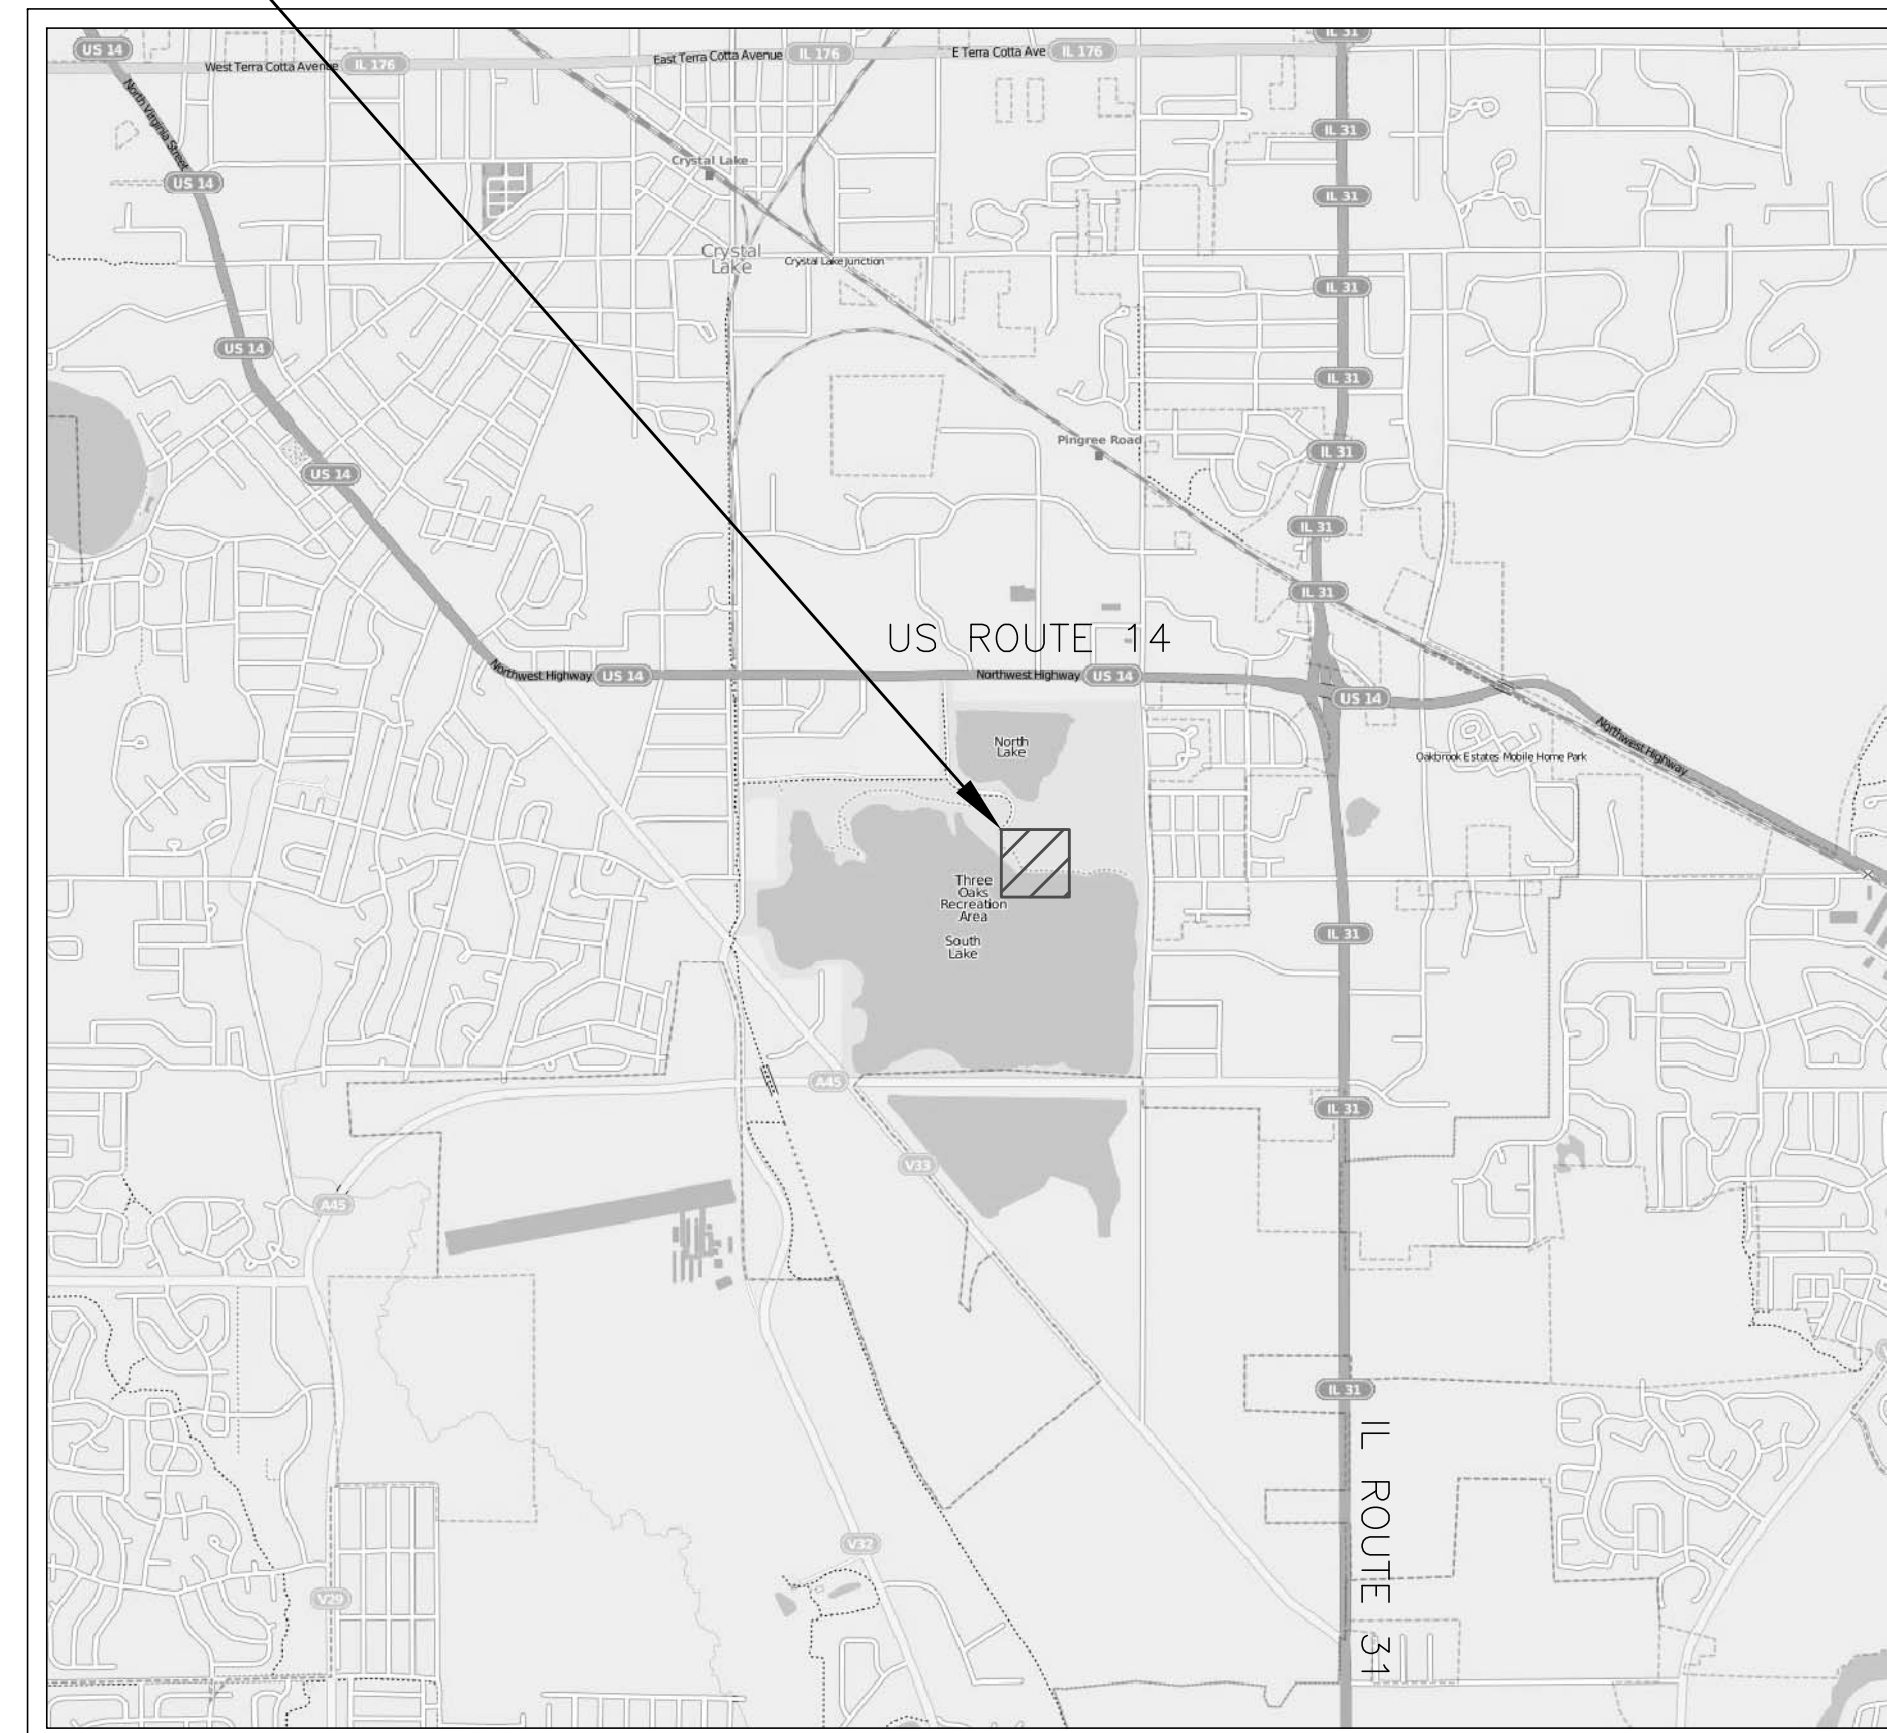 IL 31
US 14
West Terra Cotta Avenue
IL 176
East Terra Cotta Avenue
IL 176
E Terra Cotta Ave
IL 176
North Virginia Street
IL 31
Crystal Lake
US 14
IL 31
Crystal
Lake
Crystal Lake Junction
IL 31
US 14
IL 31
Pingree Road
IL 31
US 14
IL 31
IL 31
US ROUTE 14
Northwest Highway
US 14
Northwest Highway
US 14
US 14
Northwest Highway
North
Lake
Oakbrook Estates Mobile Home Park
Three
Oaks
Recreation
Area
South
Lake
IL 31
A45
IL 31
V33
A45
IL 31
IL ROUTE 31
V32
V29